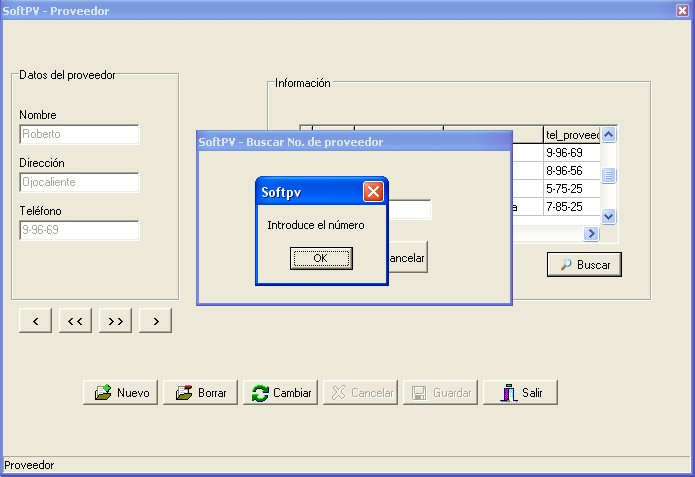 SoftPV - Proveedor
Datos del proveedor
Nombre
Roberto
Dirección
Ojocaliente
Teléfono
9-96-69
< << >> >
Información
tel_proveed
9-96-69
8-96-56
5-75-25
a 7-85-25
Buscar
SoftPV - Buscar No. de proveedor
ancelar
Softpv
Introduce el número
OK
Nuevo Borrar Cambiar Cancelar Guardar Salir
Proveedor